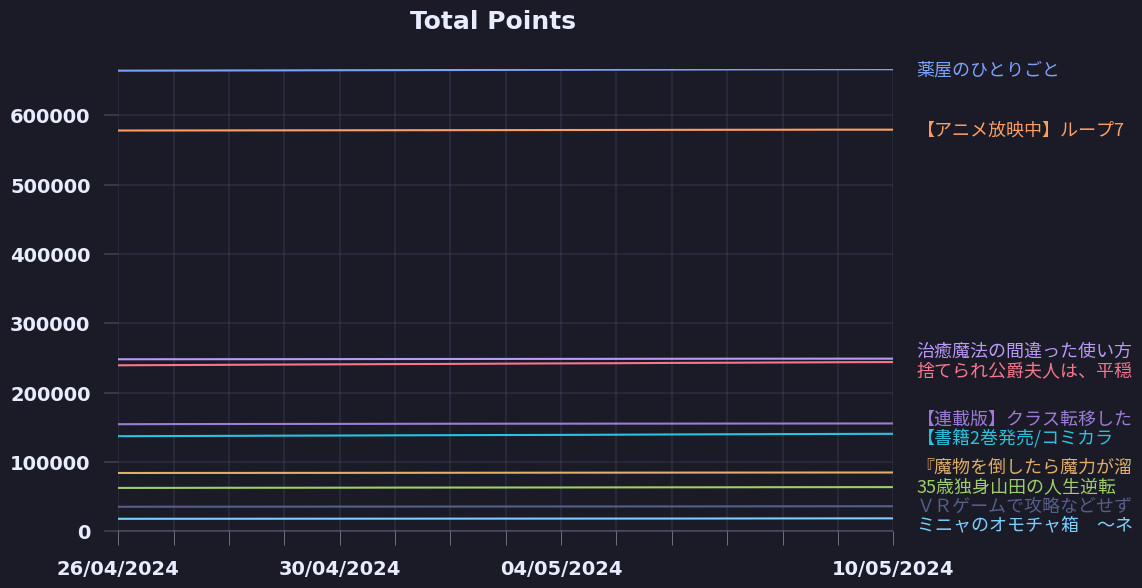 Total Points
薬屋のひとりごと
600000
【アニメ放映中】ループ7
500000
400000
300000
治癒魔法の間違った使い方
捨てられ公爵夫人は、平穏
200000
【連載版】クラス転移した
【書籍2巻発売/コミカラ
100000
『魔物を倒したら魔力が溜
35歳独身山田の人生逆転
ＶＲゲームで攻略などせず
ミニャのオモチャ箱　～ネ
0
26/04/2024
30/04/2024
04/05/2024
10/05/2024